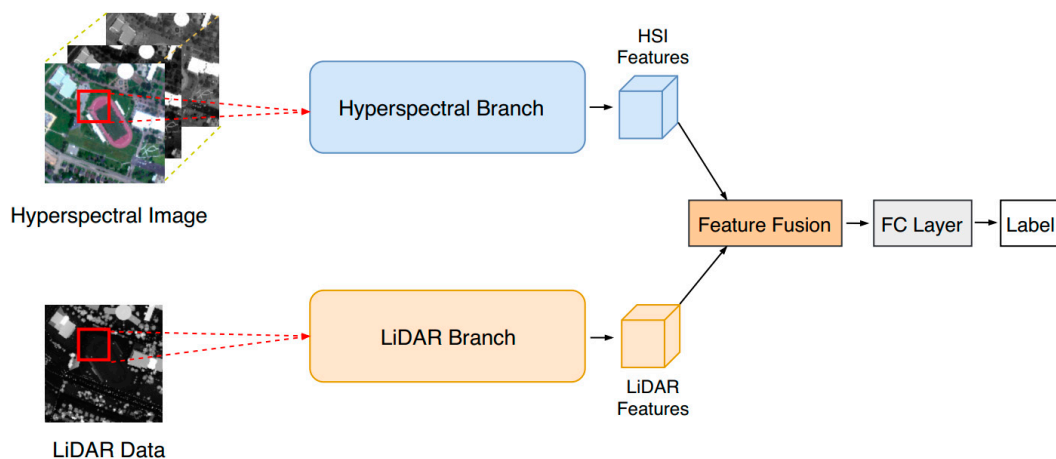 HSI
Features
Hyperspectral Branch
Hyperspectral Image
Feature Fusion
FC Layer
Label
LiDAR Branch
LiDAR
Features
LiDAR Data